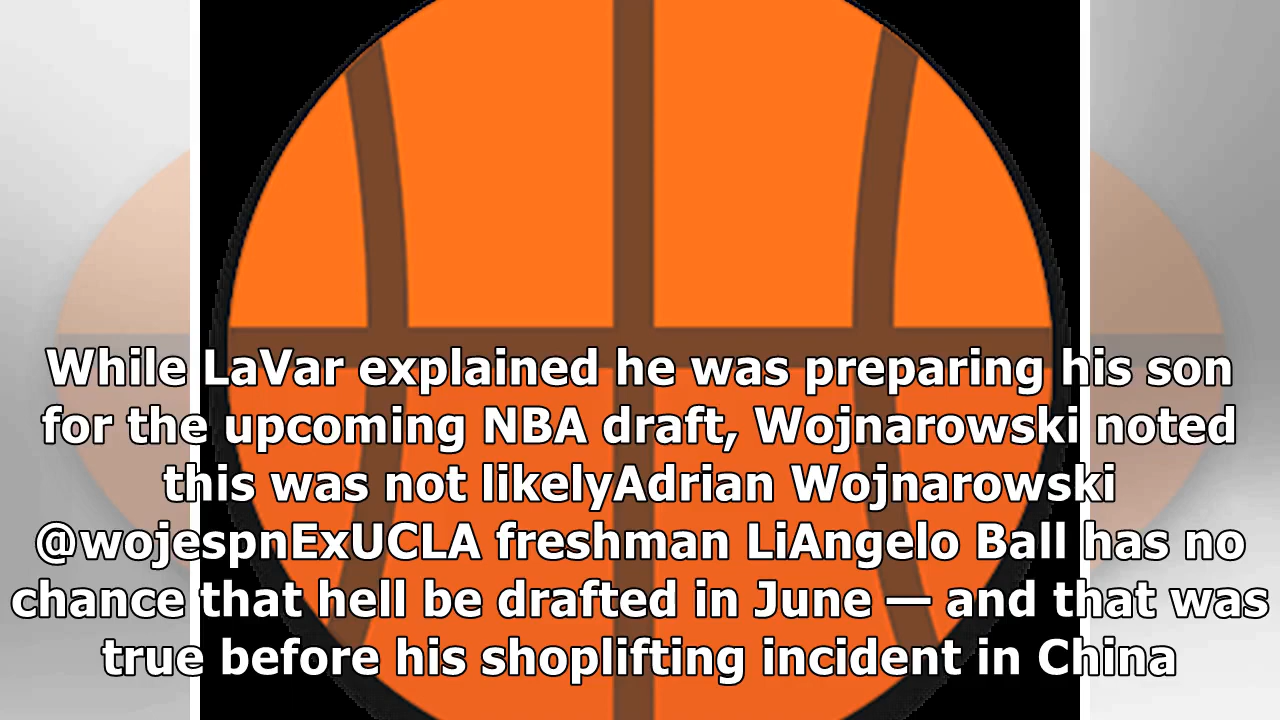 While LaVar explained he was preparing his son
for the upcoming NBA draft, Wojnarowski noted
this was not likelyAdrian Wojnarowski
@wojespnExUCLA freshman LiAngelo Ball has no
chance that hell be drafted in June — and that was
true before his shoplifting incident in China